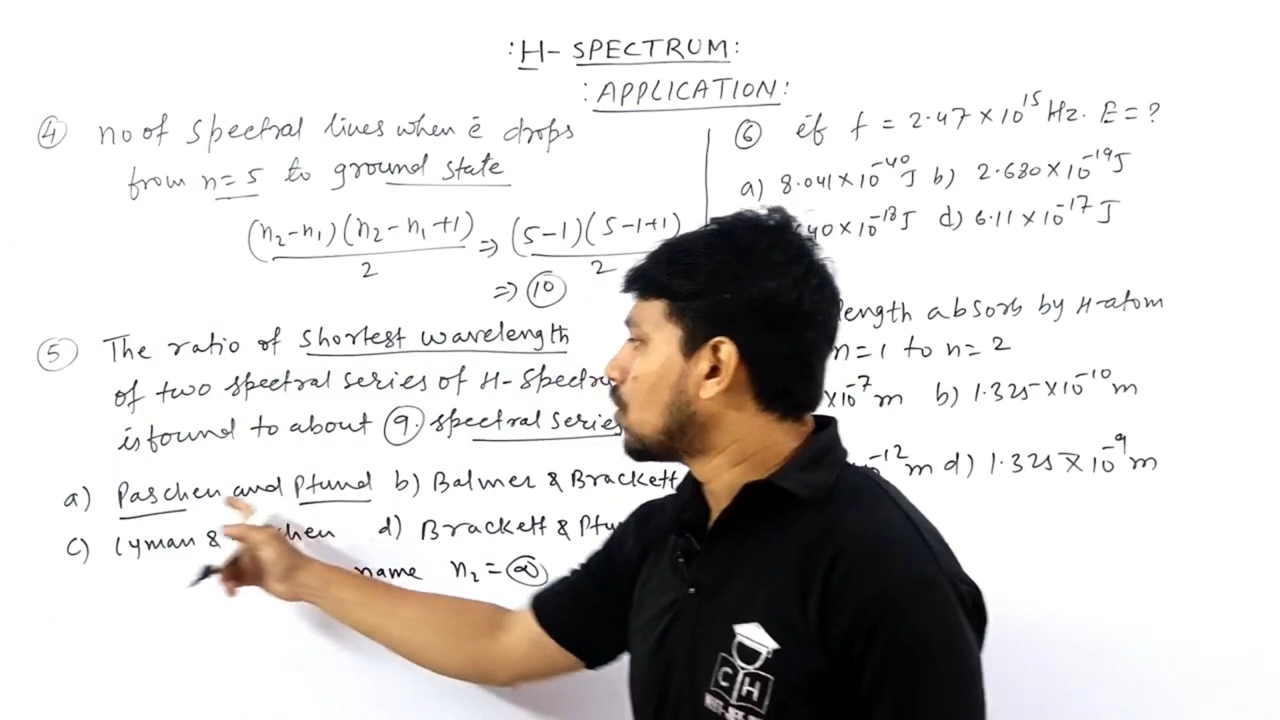 : H - SPECTRUM :
: APPLICATION :
④ no of spectral lines when ē drops
from n = 5 to ground state
(n₂-n₁)(n₂-n₁+1)/2 => (5-1)(5-1+1)/2
=> ⑩
⑤ The ratio of shortest wavelength
of two spectral series of H-spectru
is found to about ⑨ spectral series
a) Paschen and Pfund b) Balmer & Brackett
c) Lyman & chen d) Brackett & Pfu
name n₂ = ∞
⑥ if f = 2.47 × 10¹⁵ Hz. E = ?
a) 8.041 × 10⁻⁴⁰ J b) 2.680 × 10⁻¹⁹ J
40 × 10⁻¹⁸ J d) 6.11 × 10⁻¹⁷ J
length absorb by H-atom
n = 1 to n = 2
× 10⁻⁷ m b) 1.325 × 10⁻¹⁰ m
⁻¹² m d) 1.325 × 10⁻⁹ m
CH